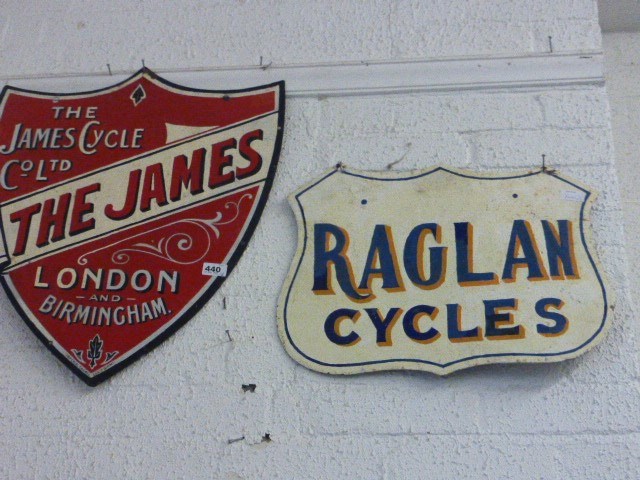 THE
JAMES CYCLE
CO LTD
THE JAMES
LONDON
AND
BIRMINGHAM.
440
RAGLAN
CYCLES